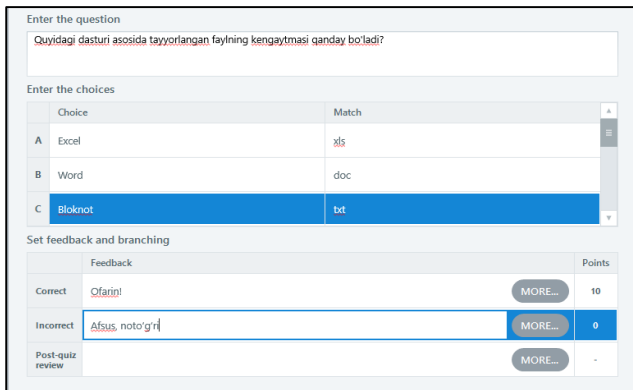 Enter the question
Quyidagi dasturi asosida tayyorlangan faylning kengaytmasi qanday bo'ladi?
Enter the choices
Choice Match
A Excel xls
B Word doc
C Bloknot txt
Set feedback and branching
Feedback Points
Correct Ofarin! MORE... 10
Incorrect Afsus, noto'g'ri MORE... 0
Post-quiz
review MORE... -